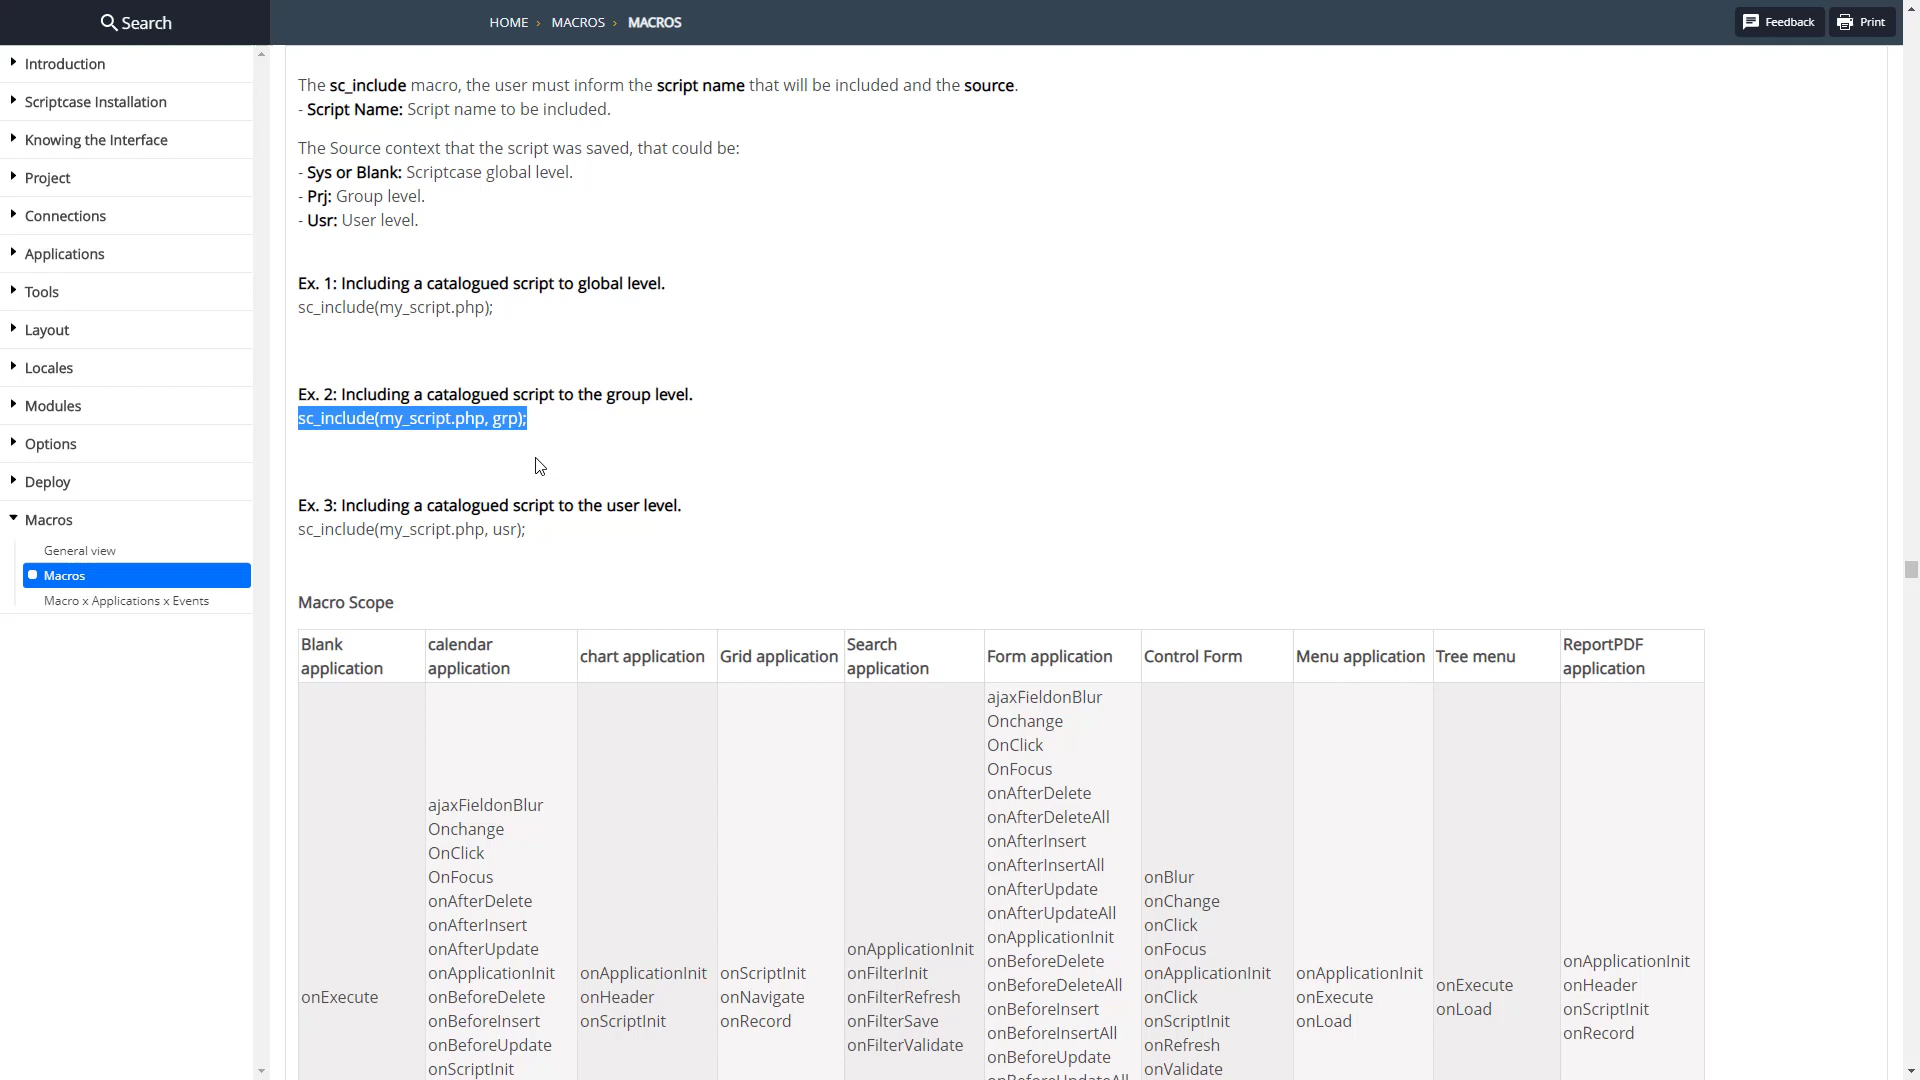 Search
HOME › MACROS › MACROS
Feedback
Print
Introduction
Scriptcase Installation
Knowing the Interface
Project
Connections
Applications
Tools
Layout
Locales
Modules
Options
Deploy
Macros
General view
Macros
Macro x Applications x Events
The sc_include macro, the user must inform the script name that will be included and the source.
- Script Name: Script name to be included.
The Source context that the script was saved, that could be:
- Sys or Blank: Scriptcase global level.
- Prj: Group level.
- Usr: User level.
Ex. 1: Including a catalogued script to global level.
sc_include(my_script.php);
Ex. 2: Including a catalogued script to the group level.
sc_include(my_script.php, grp);
Ex. 3: Including a catalogued script to the user level.
sc_include(my_script.php, usr);
Macro Scope
Blank
application
calendar
application
chart application
Grid application
Search
application
Form application
Control Form
Menu application
Tree menu
ReportPDF
application
onExecute
ajaxFieldonBlur
Onchange
OnClick
OnFocus
onAfterDelete
onAfterInsert
onAfterUpdate
onApplicationInit
onBeforeDelete
onBeforeInsert
onBeforeUpdate
onScriptInit
onApplicationInit
onHeader
onScriptInit
onScriptInit
onNavigate
onRecord
onApplicationInit
onFilterInit
onFilterRefresh
onFilterSave
onFilterValidate
ajaxFieldonBlur
Onchange
OnClick
OnFocus
onAfterDelete
onAfterDeleteAll
onAfterInsert
onAfterInsertAll
onAfterUpdate
onAfterUpdateAll
onApplicationInit
onBeforeDelete
onBeforeDeleteAll
onBeforeInsert
onBeforeInsertAll
onBeforeUpdate
onBeforeUpdateAll
onBlur
onChange
onClick
onFocus
onApplicationInit
onClick
onScriptInit
onRefresh
onValidate
onApplicationInit
onExecute
onLoad
onExecute
onLoad
onApplicationInit
onHeader
onScriptInit
onRecord